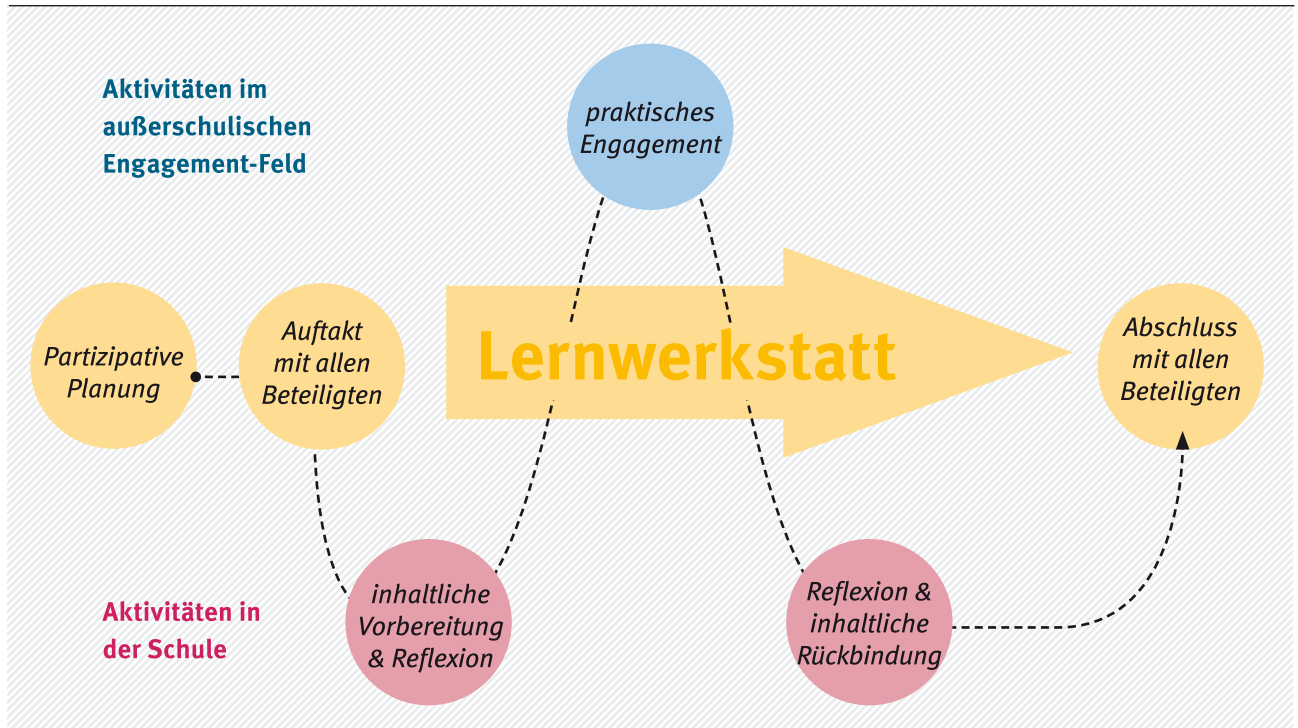 Aktivitäten im
außerschulischen
Engagement-Feld
praktisches
Engagement
Partizipative
Planung
Auftakt
mit allen
Beteiligten
Lernwerkstatt
Abschluss
mit allen
Beteiligten
Aktivitäten in
der Schule
inhaltliche
Vorbereitung
& Reflexion
Reflexion &
inhaltliche
Rückbindung